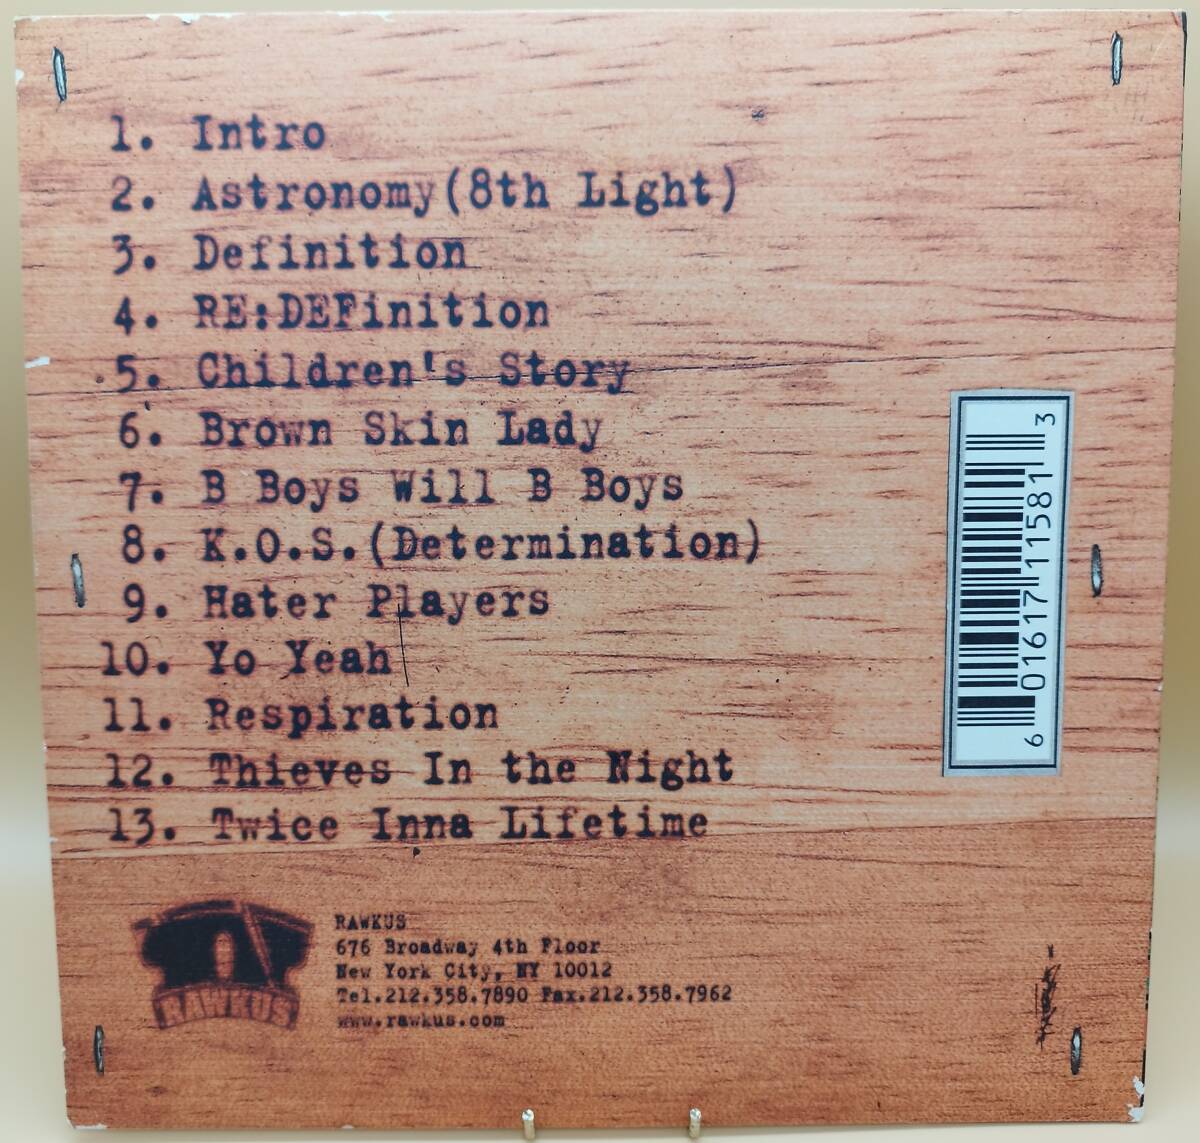 1. Intro
2. Astronomy(8th Light)
3. Definition
4. RE:DEFinition
5. Children's Story
6. Brown Skin Lady
7. B Boys Will B Boys
8. K.O.S.(Determination)
9. Hater Players
10. Yo Yeah
11. Respiration
12. Thieves In the Night
13. Twice Inna Lifetime
6 01617 11581 3
RAWKUS
RAWKUS
676 Broadway 4th Floor
New York City, NY 10012
Tel.212.358.7890 Fax.212.358.7962
www.rawkus.com